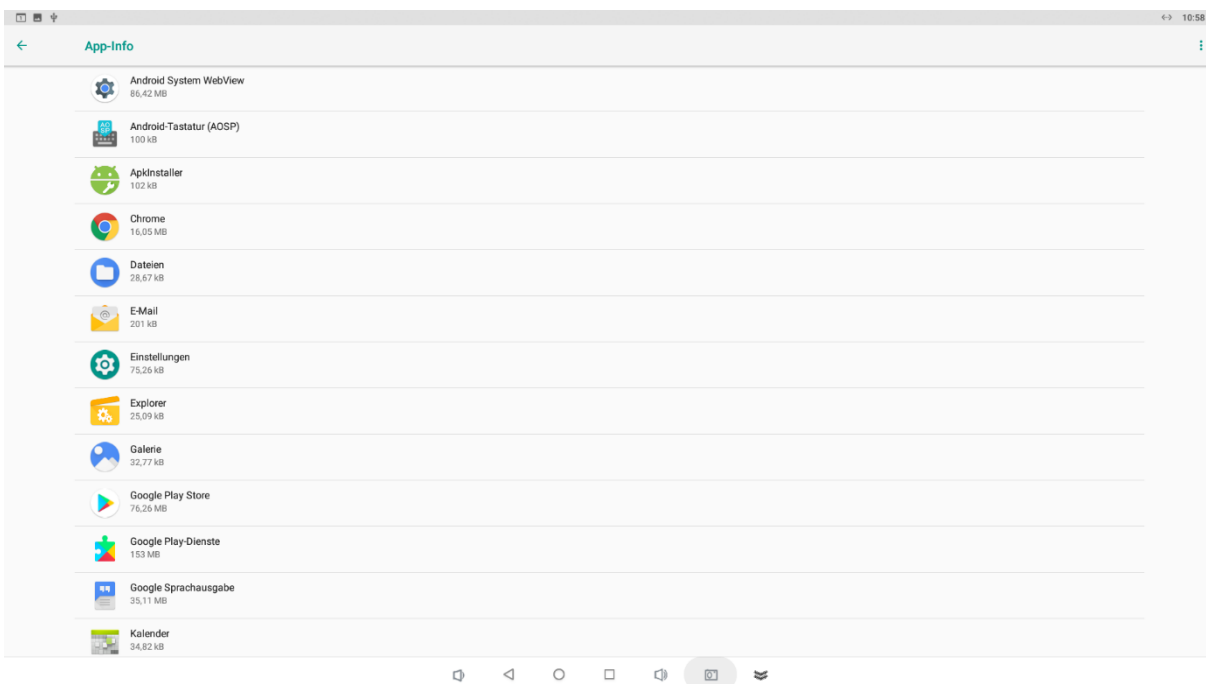 10:58
App-Info
Android System WebView
86,42 MB
Android-Tastatur (AOSP)
100 kB
ApkInstaller
102 kB
Chrome
16,05 MB
Dateien
28,67 kB
E-Mail
201 kB
Einstellungen
75,26 kB
Explorer
25,09 kB
Galerie
32,77 kB
Google Play Store
76,26 MB
Google Play-Dienste
153 MB
Google Sprachausgabe
35,11 MB
Kalender
34,82 kB